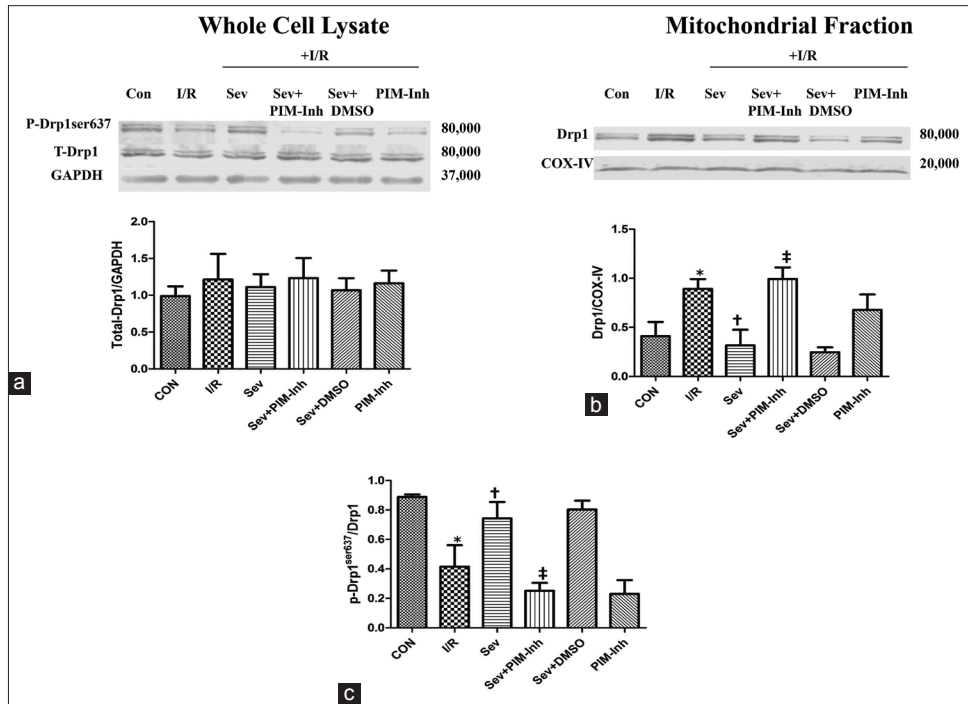 Whole Cell Lysate
+I/R
Con I/R Sev Sev+ PIM-Inh Sev+ DMSO PIM-Inh
P-Drp1ser637 80,000
T-Drp1 80,000
GAPDH 37,000
Mitochondrial Fraction
+I/R
Con I/R Sev Sev+ PIM-Inh Sev+ DMSO PIM-Inh
Drp1 80,000
COX-IV 20,000
Total-Drp1/GAPDH
2.0
1.5
1.0
0.5
0.0
CON I/R Sev Sev+PIM-Inh Sev+DMSO PIM-Inh
a
Drp1/COX-IV
1.5
1.0
0.5
0.0
* † ‡
CON I/R Sev Sev+PIM-Inh Sev+DMSO PIM-Inh
b
p-Drp1ser637/Drp1
1.0
0.8
0.6
0.4
0.2
0.0
* † ‡
CON I/R Sev Sev+PIM-Inh Sev+DMSO PIM-Inh
c